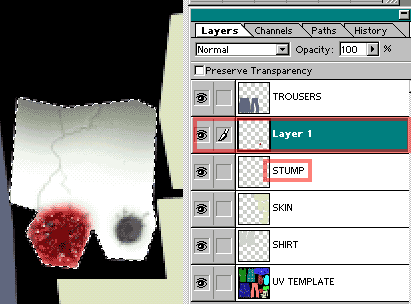 Layers Channels Paths History
Normal Opacity: 100 %
Preserve Transparency
TROUSERS
Layer 1
STUMP
SKIN
SHIRT
UV TEMPLATE